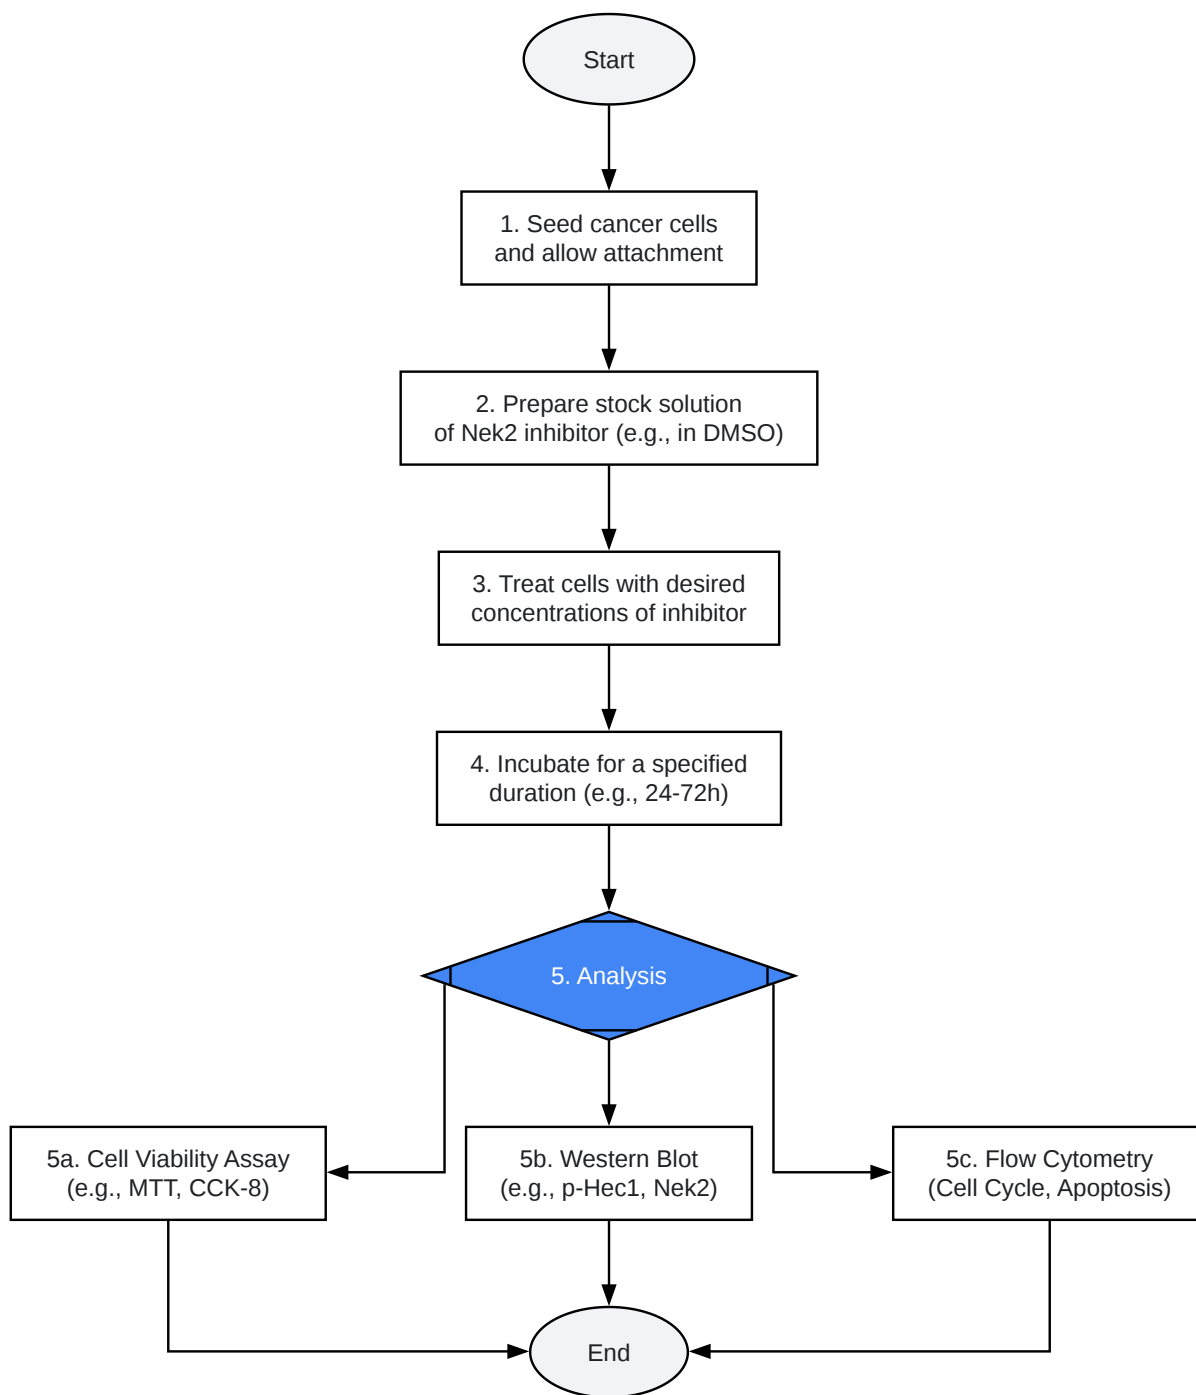 Start
1. Seed cancer cells
and allow attachment
2. Prepare stock solution
of Nek2 inhibitor (e.g., in DMSO)
3. Treat cells with desired
concentrations of inhibitor
4. Incubate for a specified
duration (e.g., 24-72h)
5. Analysis
5a. Cell Viability Assay
(e.g., MTT, CCK-8)
5b. Western Blot
(e.g., p-Hec1, Nek2)
5c. Flow Cytometry
(Cell Cycle, Apoptosis)
End